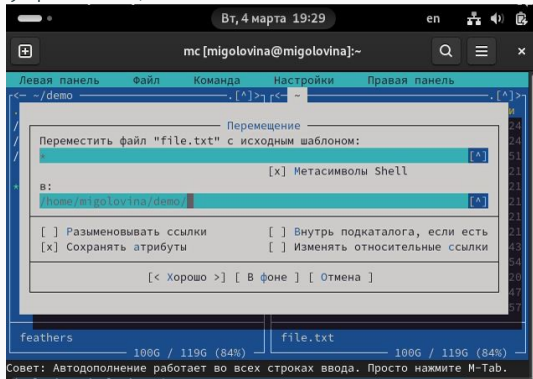 Вт, 4 марта 19:29
en
mc [migolovina@migolovina]:~
Левая панель Файл Команда Настройки Правая панель
<- ~/demo .[^]>
<- ~ .[^]>
Перемещение
Переместить файл "file.txt" с исходным шаблоном:
* [^]
[x] Метасимволы Shell
в:
/home/migolovina/demo/ [^]
[ ] Разыменовывать ссылки [ ] Внутрь подкаталога, если есть
[x] Сохранять атрибуты [ ] Изменять относительные ссылки
[< Хорошо >] [ В фоне ] [ Отмена ]
feathers file.txt
100G / 119G (84%) 100G / 119G (84%)
Совет: Автодополнение работает во всех строках ввода. Просто нажмите M-Tab.